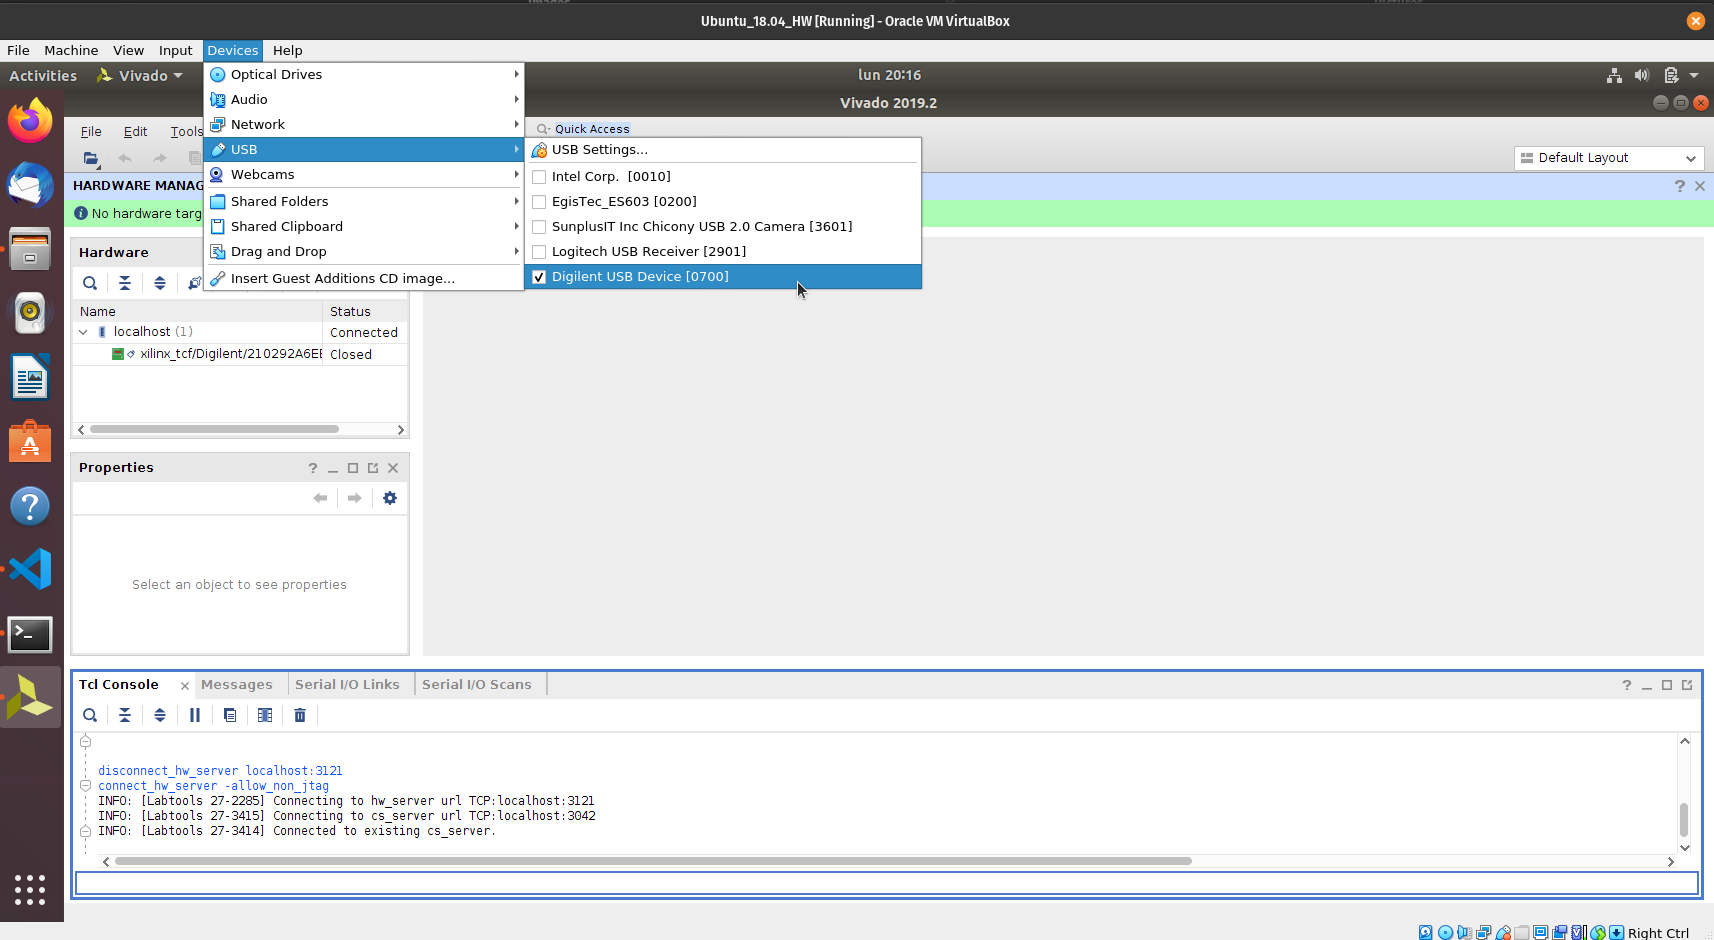 Ubuntu_18.04_HW [Running] - Oracle VM VirtualBox
File Machine View Input Devices Help
Activities Vivado lun 20:16
Vivado 2019.2
File Edit Tools Quick Access
Default Layout
HARDWARE MANAG
No hardware targ
Optical Drives
Audio
Network
USB
Webcams
Shared Folders
Shared Clipboard
Drag and Drop
Insert Guest Additions CD image...
USB Settings...
Intel Corp. [0010]
EgisTec_ES603 [0200]
SunplusIT Inc Chicony USB 2.0 Camera [3601]
Logitech USB Receiver [2901]
Digilent USB Device [0700]
Hardware
Name Status
localhost (1) Connected
xilinx_tcf/Digilent/210292A6E Closed
Properties
Select an object to see properties
Tcl Console Messages Serial I/O Links Serial I/O Scans
disconnect_hw_server localhost:3121
connect_hw_server -allow_non_jtag
INFO: [Labtools 27-2285] Connecting to hw_server url TCP:localhost:3121
INFO: [Labtools 27-3415] Connecting to cs_server url TCP:localhost:3042
INFO: [Labtools 27-3414] Connected to existing cs_server.
Right Ctrl